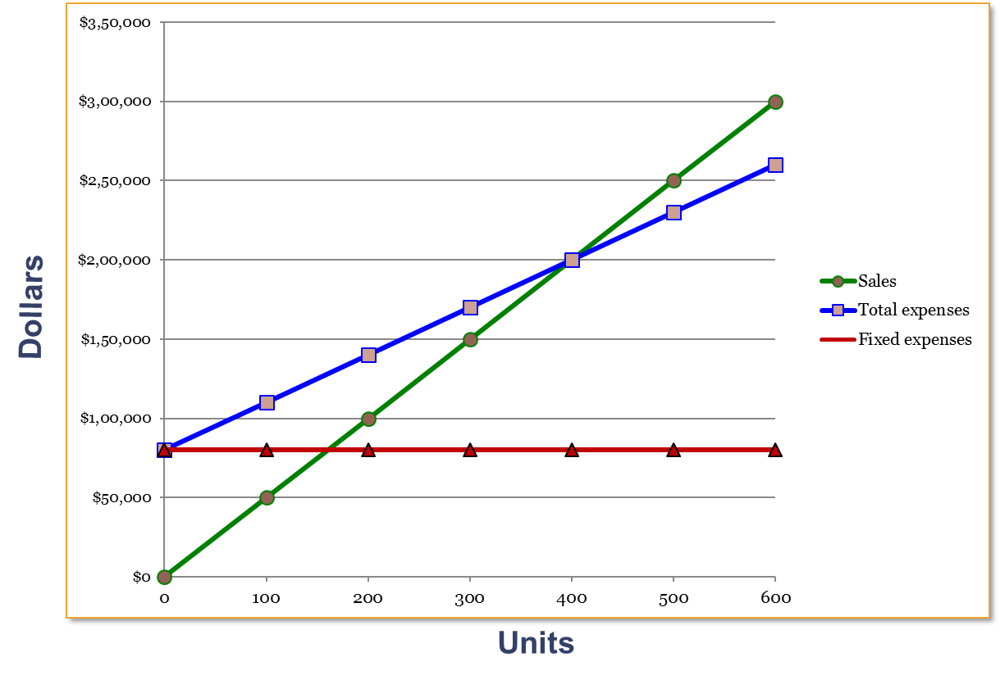 $3,50,000
$3,00,000
$2,50,000
$2,00,000
$1,50,000
$1,00,000
$50,000
$0
0 100 200 300 400 500 600
Dollars
Units
Sales
Total expenses
Fixed expenses